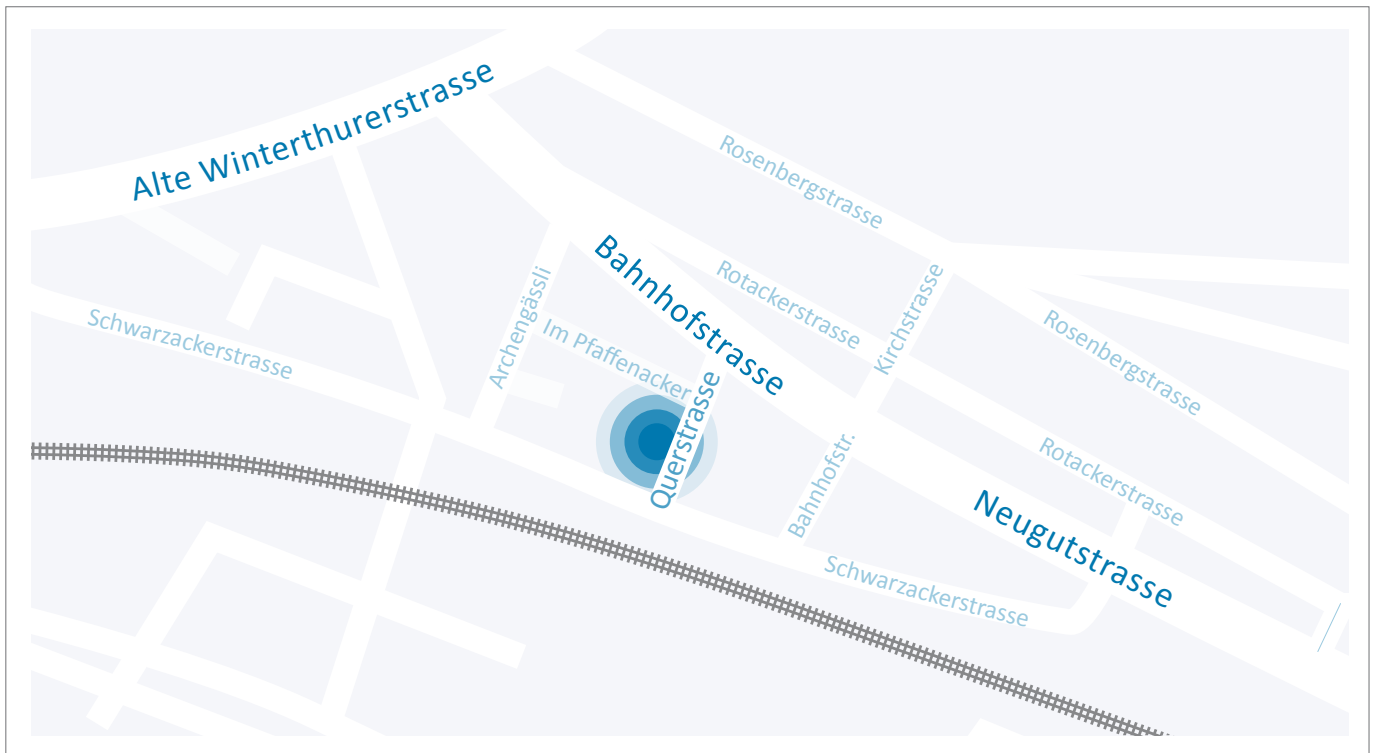 Alte Winterthurerstrasse
Rosenbergstrasse
Bahnhofstrasse
Rotackerstrasse
Kirchstrasse
Archengässli
Im Pfaffenacker
Schwarzackerstrasse
Rosenbergstrasse
Querstrasse
Bahnhofstr.
Rotackerstrasse
Neugutstrasse
Schwarzackerstrasse